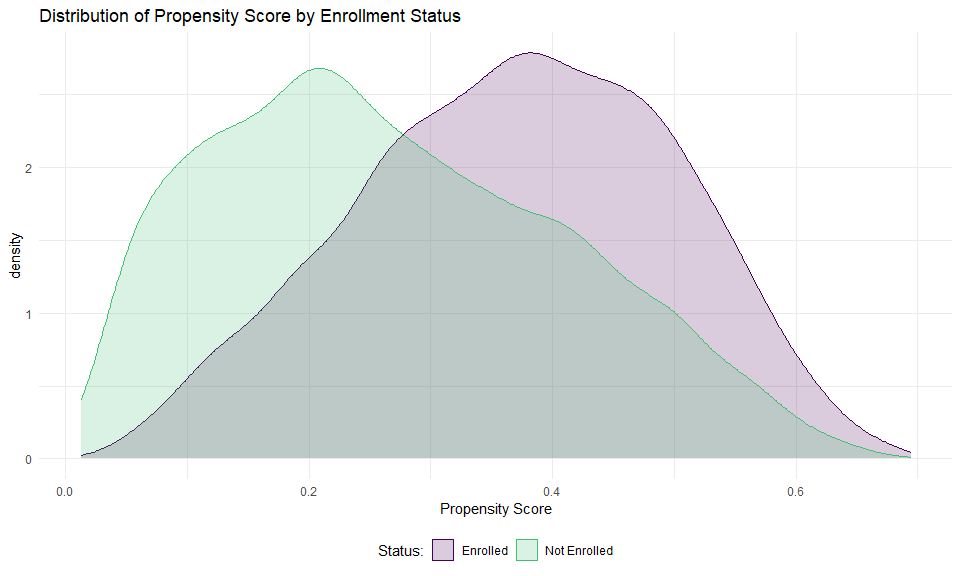 Distribution of Propensity Score by Enrollment Status
density
2
1
0
0.0 0.2 0.4 0.6
Propensity Score
Status: Enrolled Not Enrolled